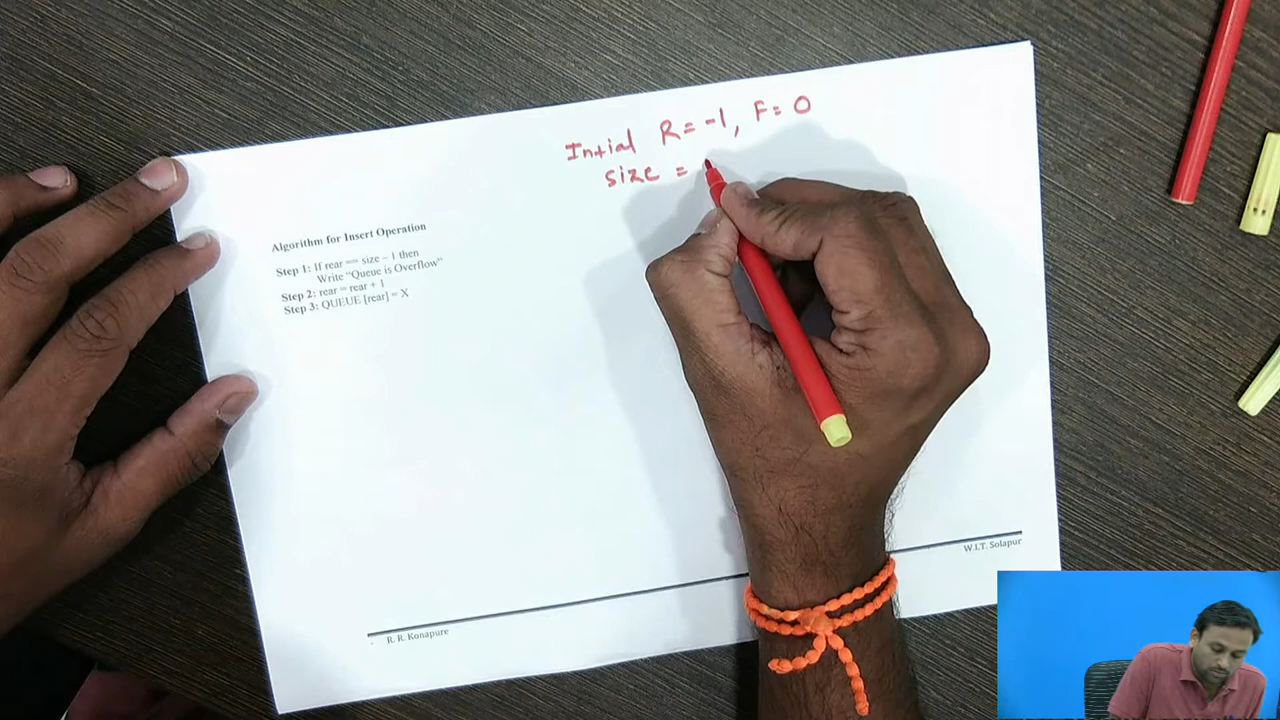 Intial R = -1, F = 0
size =
Algorithm for Insert Operation
Step 1: If rear == size – 1 then
Write “Queue is Overflow”
Step 2: rear = rear + 1
Step 3: QUEUE [rear] = X
R. R. Konapure
W.I.T. Solapur